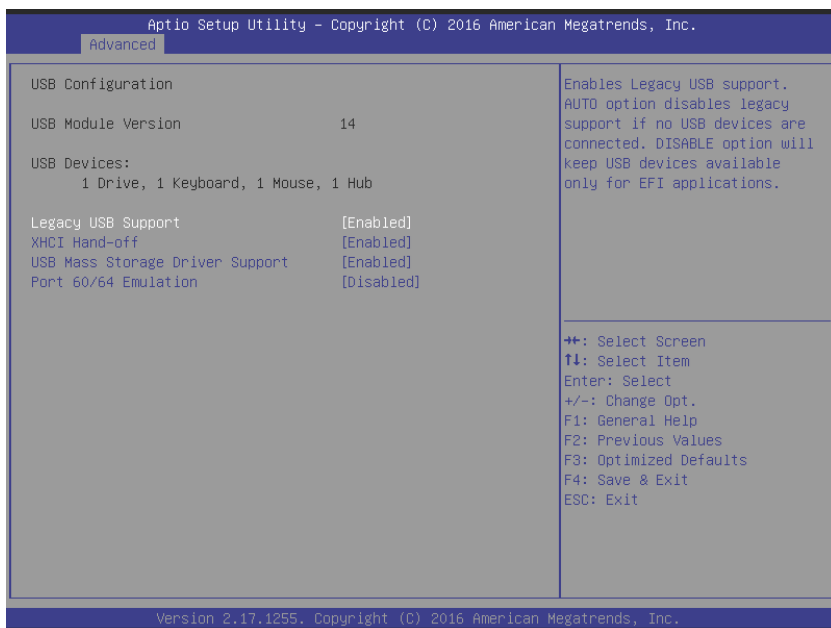 Aptio Setup Utility – Copyright (C) 2016 American Megatrends, Inc.
Advanced
USB Configuration
USB Module Version 14
USB Devices:
1 Drive, 1 Keyboard, 1 Mouse, 1 Hub
Legacy USB Support [Enabled]
XHCI Hand-off [Enabled]
USB Mass Storage Driver Support [Enabled]
Port 60/64 Emulation [Disabled]
Enables Legacy USB support.
AUTO option disables legacy
support if no USB devices are
connected. DISABLE option will
keep USB devices available
only for EFI applications.
→←: Select Screen
↑↓: Select Item
Enter: Select
+/-: Change Opt.
F1: General Help
F2: Previous Values
F3: Optimized Defaults
F4: Save & Exit
ESC: Exit
Version 2.17.1255. Copyright (C) 2016 American Megatrends, Inc.